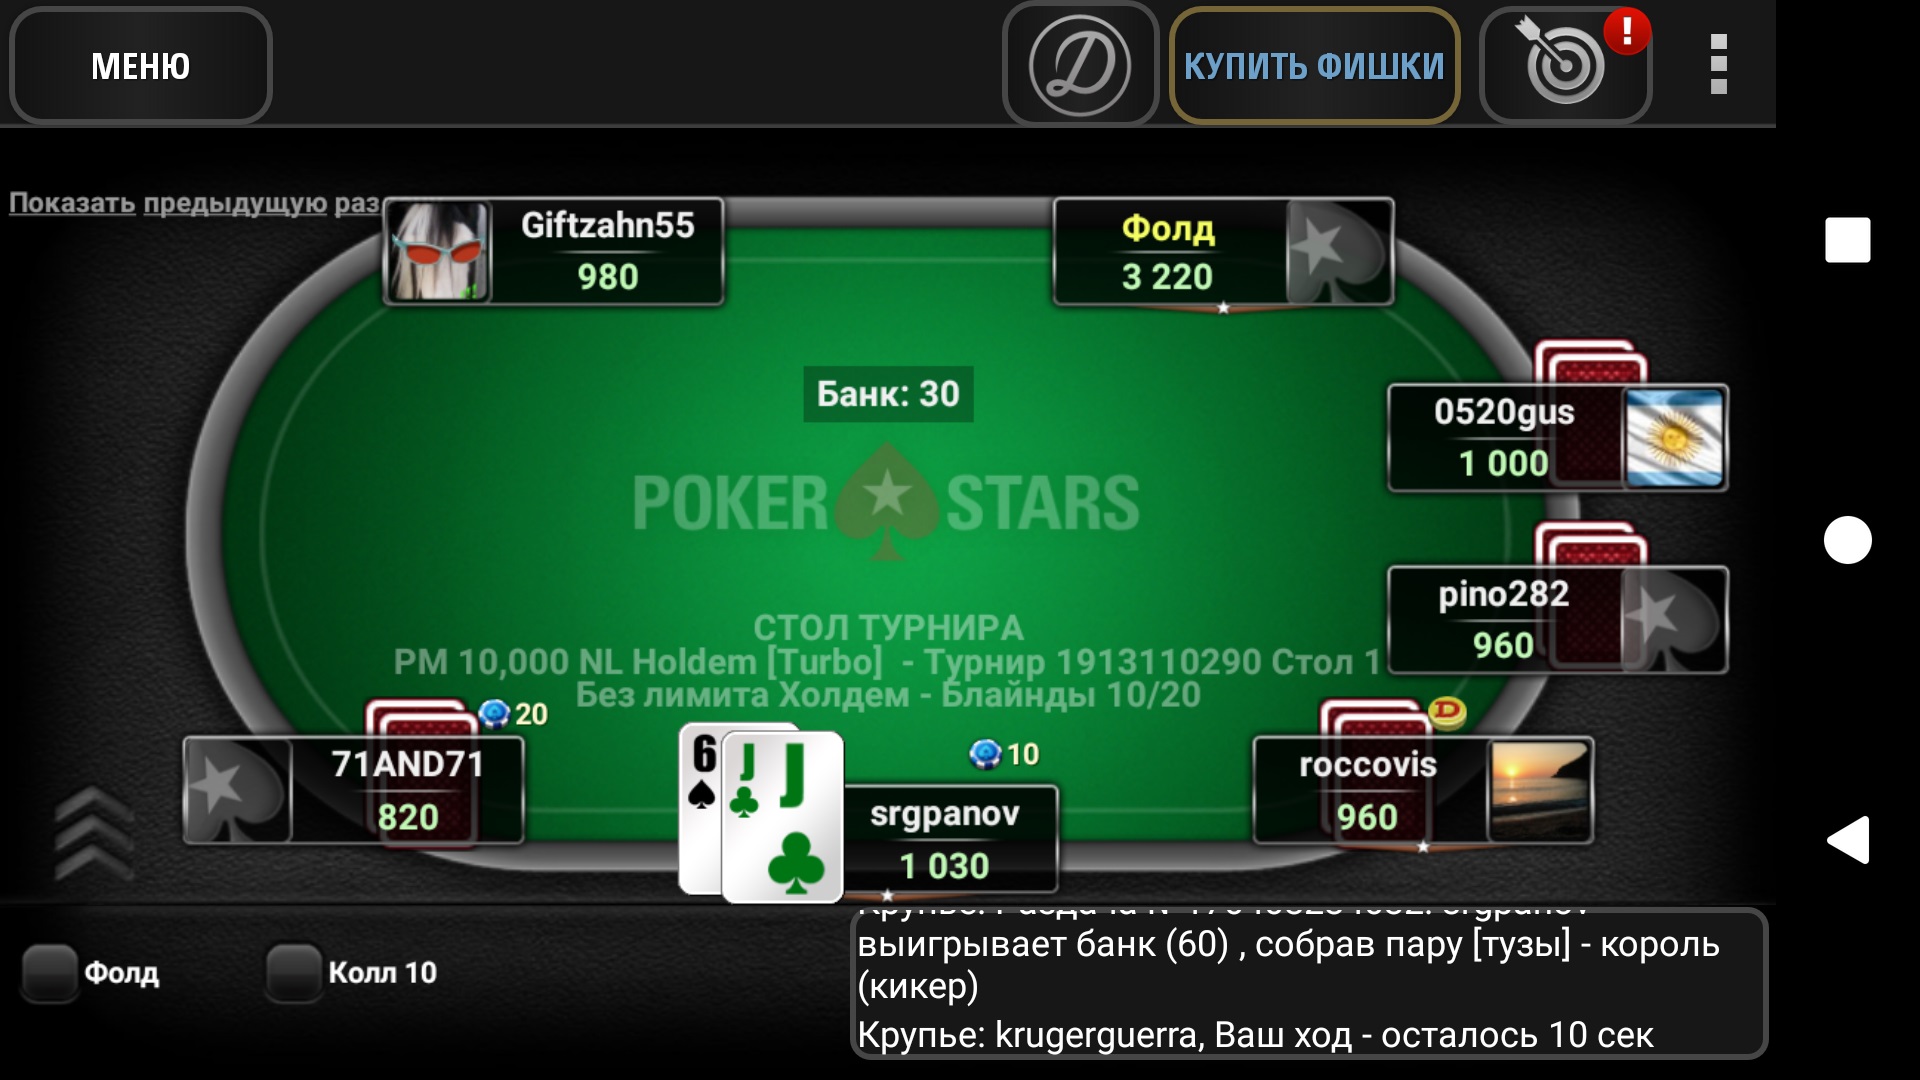 МЕНЮ
D
КУПИТЬ ФИШКИ
!
Показать предыдущую раз
Giftzahn55
980
Фолд
3 220
Банк: 30
0520gus
1 000
POKER STARS
pino282
960
СТОЛ ТУРНИРА
PM 10,000 NL Holdem [Turbo] - Турнир 1913110290 Стол 1
Без лимита Холдем - Блайнды 10/20
20
D
71AND71
820
6
J J
10
srgpanov
1 030
roccovis
960
Фолд
Колл 10
выигрывает банк (60) , собрав пару [тузы] - король
(кикер)
Крупье: krugerguerra, Ваш ход - осталось 10 сек